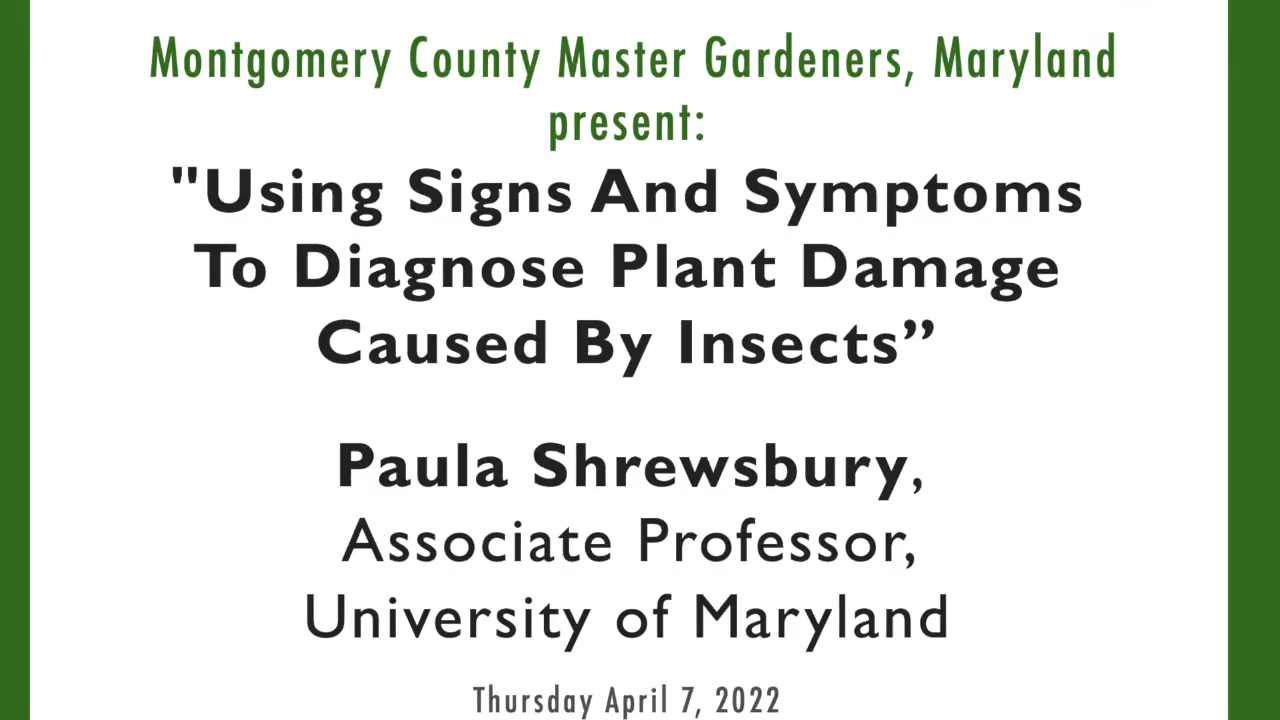 Montgomery County Master Gardeners, Maryland
present:
"Using Signs And Symptoms
To Diagnose Plant Damage
Caused By Insects”
Paula Shrewsbury,
Associate Professor,
University of Maryland
Thursday April 7, 2022